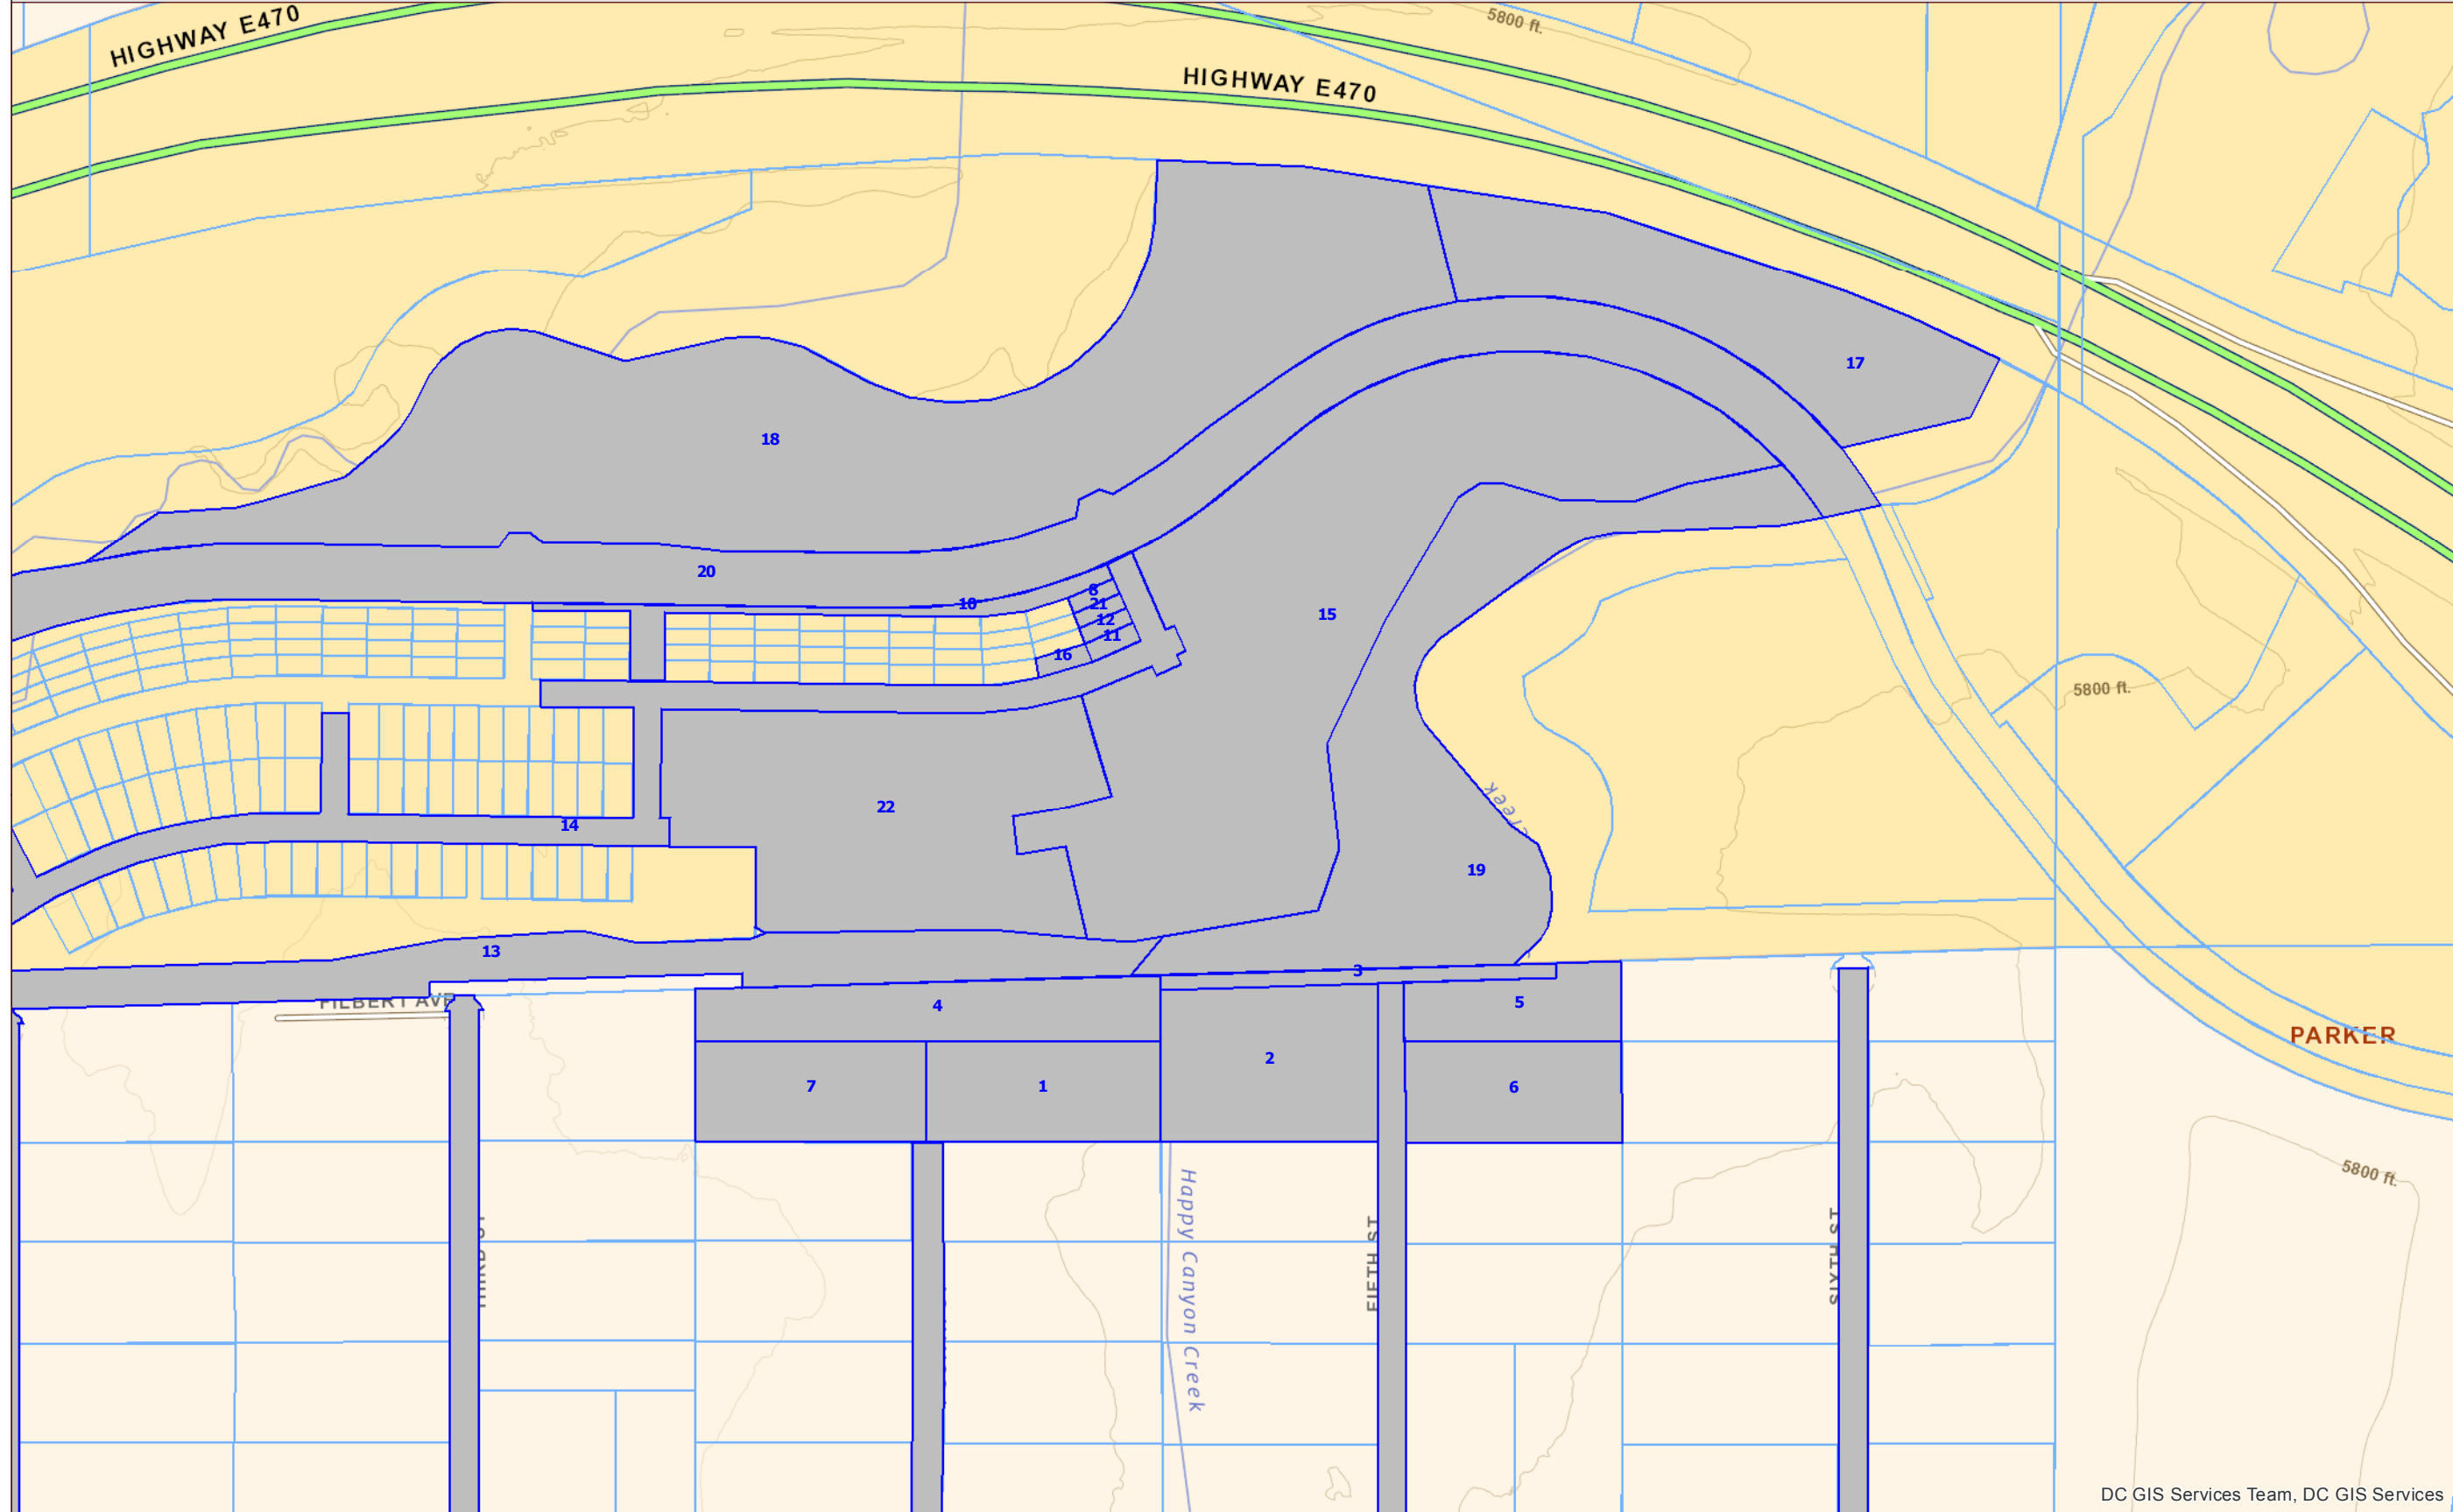 HIGHWAY E470
5800 ft.
HIGHWAY E470
17
18
20
8
10
21
12
11
16
15
5800 ft.
22
14
19
13
3
FILBERT AVE
4
5
PARKER
2
7
1
6
5800 ft.
Happy Canyon Creek
FIFTH ST
SIXTH ST
DC GIS Services Team, DC GIS Services